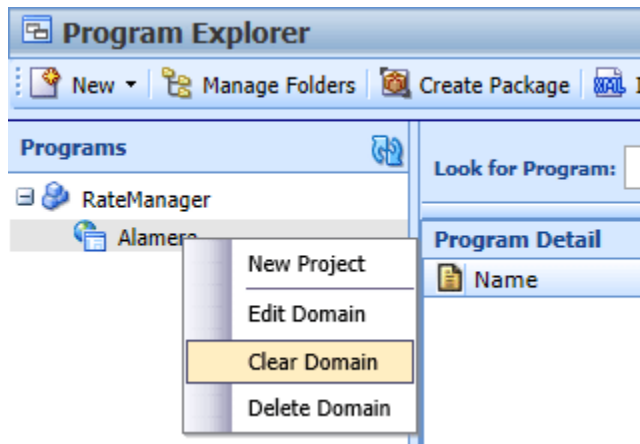 Program Explorer
New Manage Folders Create Package
Programs
Look for Program:
RateManager
Alamere
Program Detail
Name
New Project
Edit Domain
Clear Domain
Delete Domain